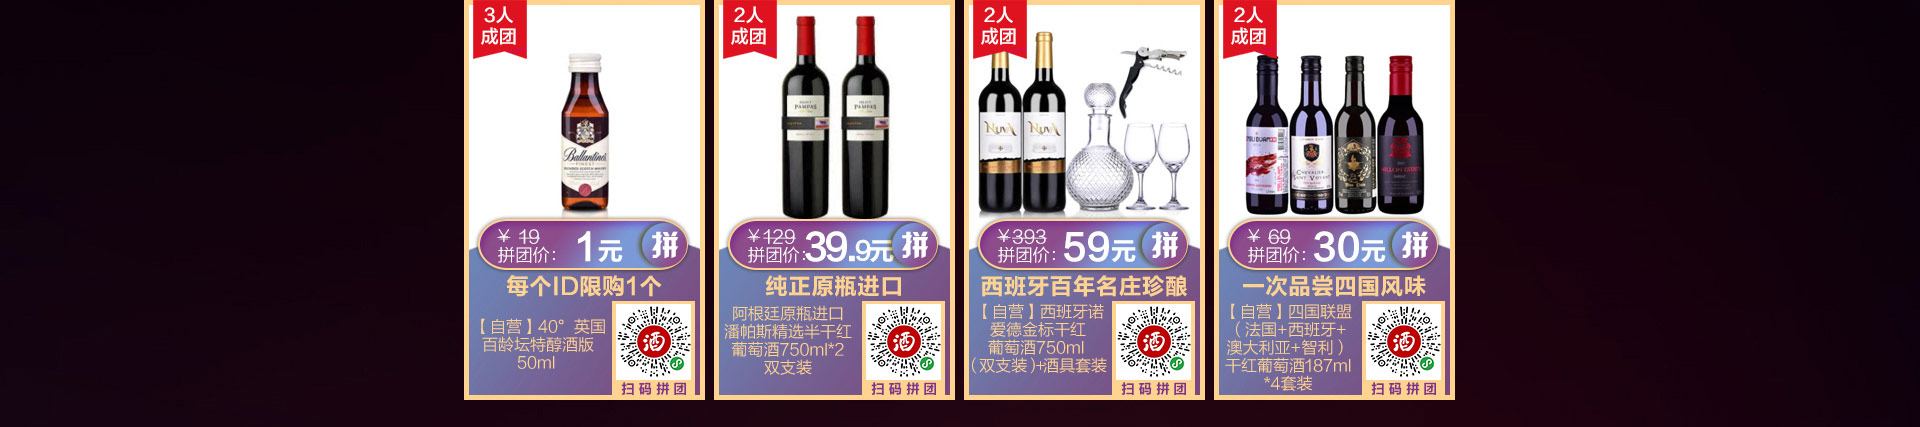 3人
成团
Ballantine's
FINEST
￥ 19
拼团价:1元
拼
每个ID限购1个
【自营】40°英国
百龄坛特醇酒版
50ml
酒
扫码拼团
2人
成团
￥129
拼团价:39.9元
拼
纯正原瓶进口
阿根廷原瓶进口
潘帕斯精选半干红
葡萄酒750ml*2
双支装
酒
扫码拼团
2人
成团
NUVA
NUVA
￥393
拼团价:59元
拼
西班牙百年名庄珍酿
【自营】西班牙诺
爱德金标干红
葡萄酒750ml
(双支装)+酒具套装
酒
扫码拼团
2人
成团
￥ 69
拼团价:30元
拼
一次品尝四国风味
【自营】四国联盟
(法国+西班牙+
澳大利亚+智利)
干红葡萄酒187ml
*4套装
酒
扫码拼团